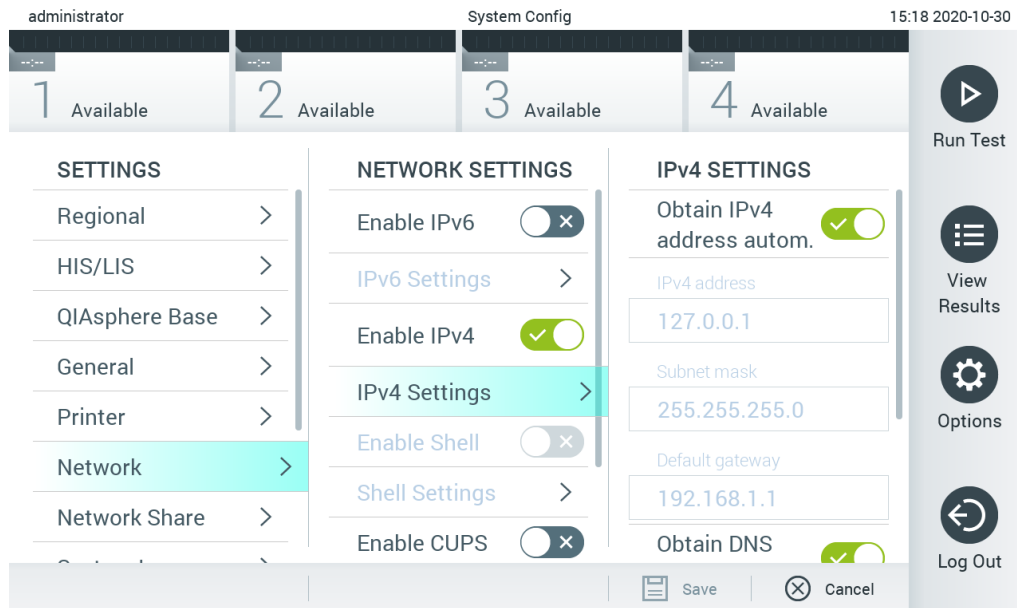 administrator
System Config
15:18 2020-10-30
--:--
--:--
--:--
--:--
1 Available
2 Available
3 Available
4 Available
Run Test
View
Results
Options
Log Out
SETTINGS
Regional
HIS/LIS
QIAsphere Base
General
Printer
Network
Network Share
NETWORK SETTINGS
Enable IPv6
IPv6 Settings
Enable IPv4
IPv4 Settings
Enable Shell
Shell Settings
Enable CUPS
IPv4 SETTINGS
Obtain IPv4
address autom.
IPv4 address
127.0.0.1
Subnet mask
255.255.255.0
Default gateway
192.168.1.1
Obtain DNS
Save
Cancel